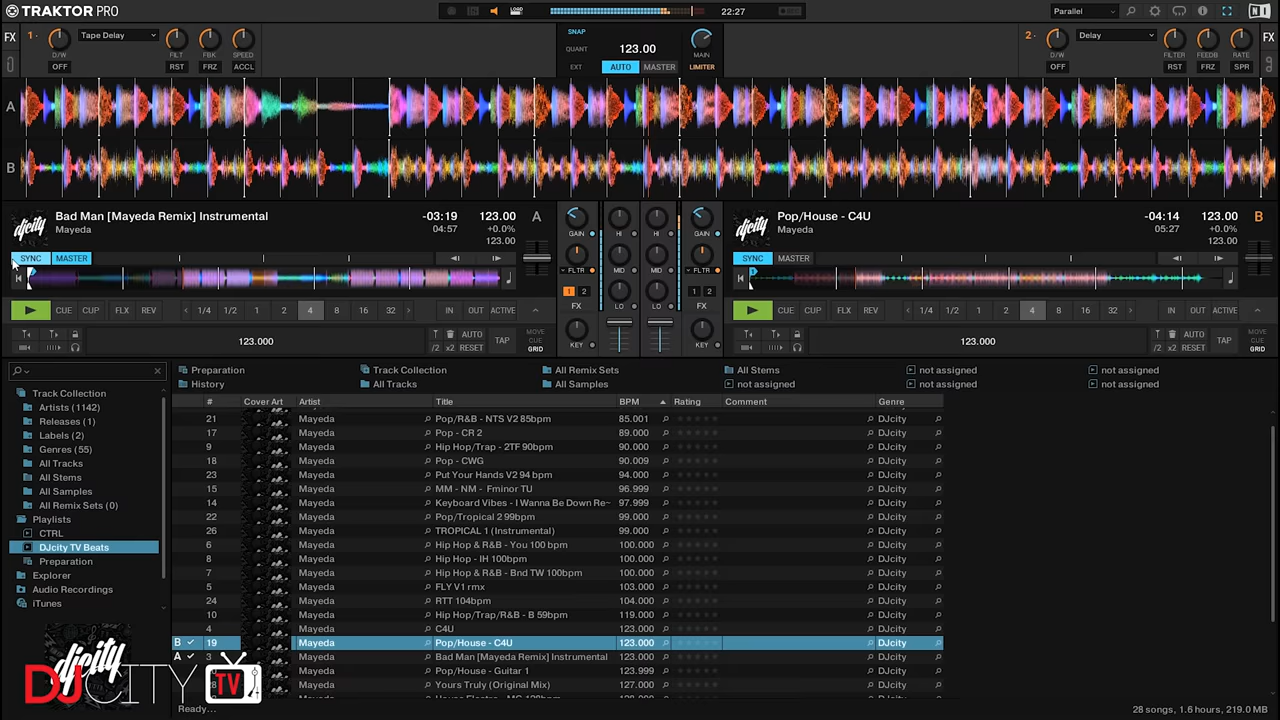 TRAKTOR PRO
LOAD
22:27
Parallel
FX
1
Tape Delay
D/W FILT FBK SPEED
OFF RST FRZ ACCL
SNAP
QUANT 123.00 MAIN
EXT AUTO MASTER LIMITER
2
Delay
FX
D/W FILTER FEEDB RATE
OFF RST FRZ SPR
A
B
djcity
Bad Man [Mayeda Remix] Instrumental -03:19 123.00 A
Mayeda 04:57 +0.0%
123.00
SYNC MASTER
CUE CUP FLX REV 1/4 1/2 1 2 4 8 16 32 IN OUT ACTIVE
123.000
AUTO TAP MOVE CUE GRID
/2 x2 RESET
GAIN HI HI GAIN
FLTR MID MID FLTR
1 2 LO LO 1 2
FX FX
KEY KEY
djcity
Pop/House - C4U -04:14 123.00 B
Mayeda 05:27 +0.0%
123.00
SYNC MASTER
CUE CUP FLX REV 1/4 1/2 1 2 4 8 16 32 IN OUT ACTIVE
123.000
AUTO TAP MOVE CUE GRID
/2 x2 RESET
Preparation Track Collection All Remix Sets All Stems not assigned not assigned
History All Tracks All Samples not assigned not assigned not assigned
Track Collection
Artists (1142)
Releases (1)
Labels (2)
Genres (55)
All Tracks
All Stems
All Samples
All Remix Sets (0)
Playlists
CTRL
DJcity TV Beats
Preparation
Explorer
Audio Recordings
iTunes
# Cover Art Artist Title BPM Rating Comment Genre
21 Mayeda Pop/R&B - NTS V2 85bpm 85.001 DJcity
17 Mayeda Pop - CR 2 89.000 DJcity
9 Mayeda Hip Hop/Trap - 2TF 90bpm 90.000 DJcity
18 Mayeda Pop - CWG 90.009 DJcity
23 Mayeda Put Your Hands V2 94 bpm 94.000 DJcity
15 Mayeda MM - NM - Fminor TU 96.999 DJcity
14 Mayeda Keyboard Vibes - I Wanna Be Down Re~ 97.999 DJcity
22 Mayeda Pop/Tropical 2 99bpm 99.000 DJcity
26 Mayeda TROPICAL 1 (Instrumental) 99.000 DJcity
6 Mayeda Hip Hop & R&B - You 100 bpm 100.000 DJcity
8 Mayeda Hip Hop - IH 100bpm 100.000 DJcity
7 Mayeda Hip Hop & R&B - Bnd TW 100bpm 100.000 DJcity
5 Mayeda FLY V1 rmx 103.000 DJcity
24 Mayeda RTT 104bpm 104.000 DJcity
10 Mayeda Hip Hop/Trap/R&B - B 59bpm 119.000 DJcity
4 Mayeda C4U 123.000 DJcity
B 19 Mayeda Pop/House - C4U 123.000 DJcity
A 3 Mayeda Bad Man [Mayeda Remix] Instrumental 123.000 DJcity
Mayeda Pop/House - Guitar 1 123.999 DJcity
Mayeda Yours Truly (Original Mix) 127.000 DJcity
djcity
DJCITY TV
Ready...
28 songs, 1.6 hours, 219.0 MB